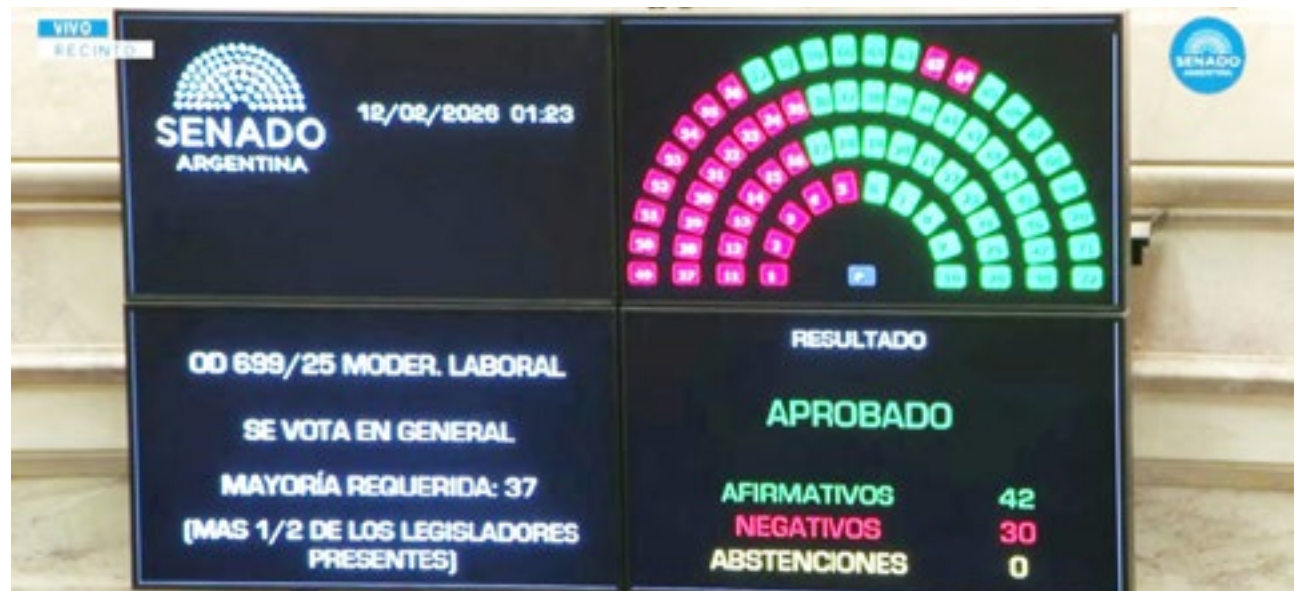 VIVO
RECINTO
SENADO
ARGENTINA
12/02/2026 01:23
SENADO
ARGENTINA
OD 699/25 MODER. LABORAL
SE VOTA EN GENERAL
MAYORÍA REQUERIDA: 37
(MAS 1/2 DE LOS LEGISLADORES
PRESENTES)
RESULTADO
APROBADO
AFIRMATIVOS 42
NEGATIVOS 30
ABSTENCIONES 0